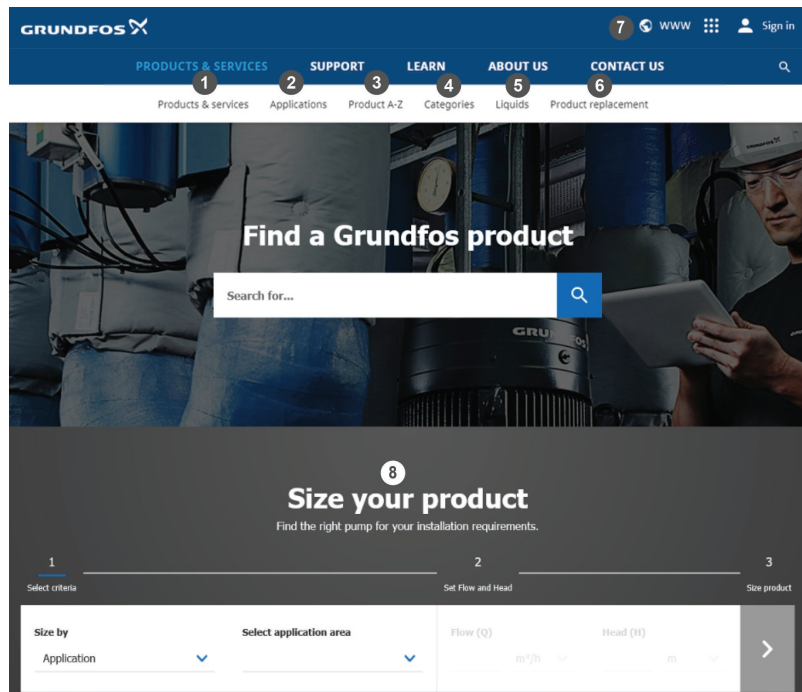 GRUNDFOS
7 WWW Sign in
PRODUCTS & SERVICES SUPPORT LEARN ABOUT US CONTACT US
1 2 3 4 5 6
Products & services Applications Product A-Z Categories Liquids Product replacement
GRUNDFOS
Find a Grundfos product
Search for...
GRUNDFOS
8
Size your product
Find the right pump for your installation requirements.
1 2 3
Select criteria Set Flow and Head Size product
Size by Select application area Flow (Q) Head (H)
Application m³/h m